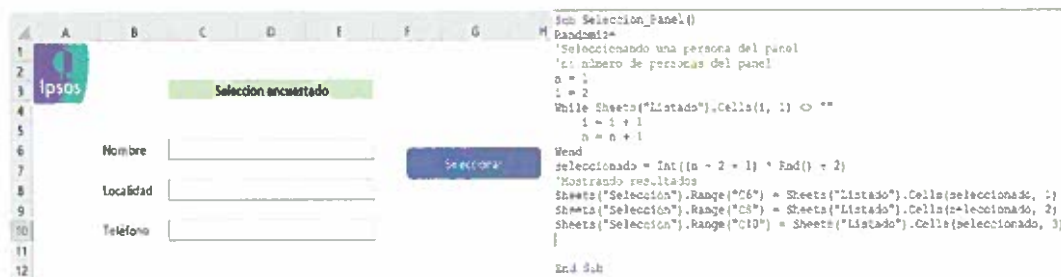 A B C D E F G H
1
2
3
4
5
6
7
8
9
10
11
12
Ipsos
Seleccion encuestado
Nombre
Localidad
Teléfono
Seleccionar
Sub Seleccion_Panel()
Randomize
'Seleccionando una persona del panel
'n: número de personas del panel
n = 1
i = 2
While Sheets("Listado").Cells(i, 1) <> ""
i = i + 1
n = n + 1
Wend
seleccionado = Int((n - 2 + 1) * Rnd() + 2)
'Mostrando resultados
Sheets("Selección").Range("C6") = Sheets("Listado").Cells(seleccionado, 1)
Sheets("Selección").Range("C8") = Sheets("Listado").Cells(seleccionado, 2)
Sheets("Selección").Range("C10") = Sheets("Listado").Cells(seleccionado, 3)
End Sub